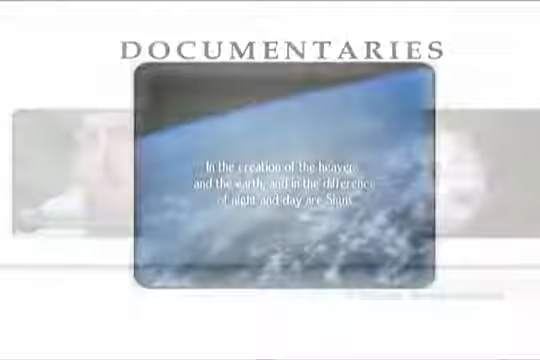 DOCUMENTARIES
In the creation of the heaven
and the earth, and in the difference
of night and day are Signs